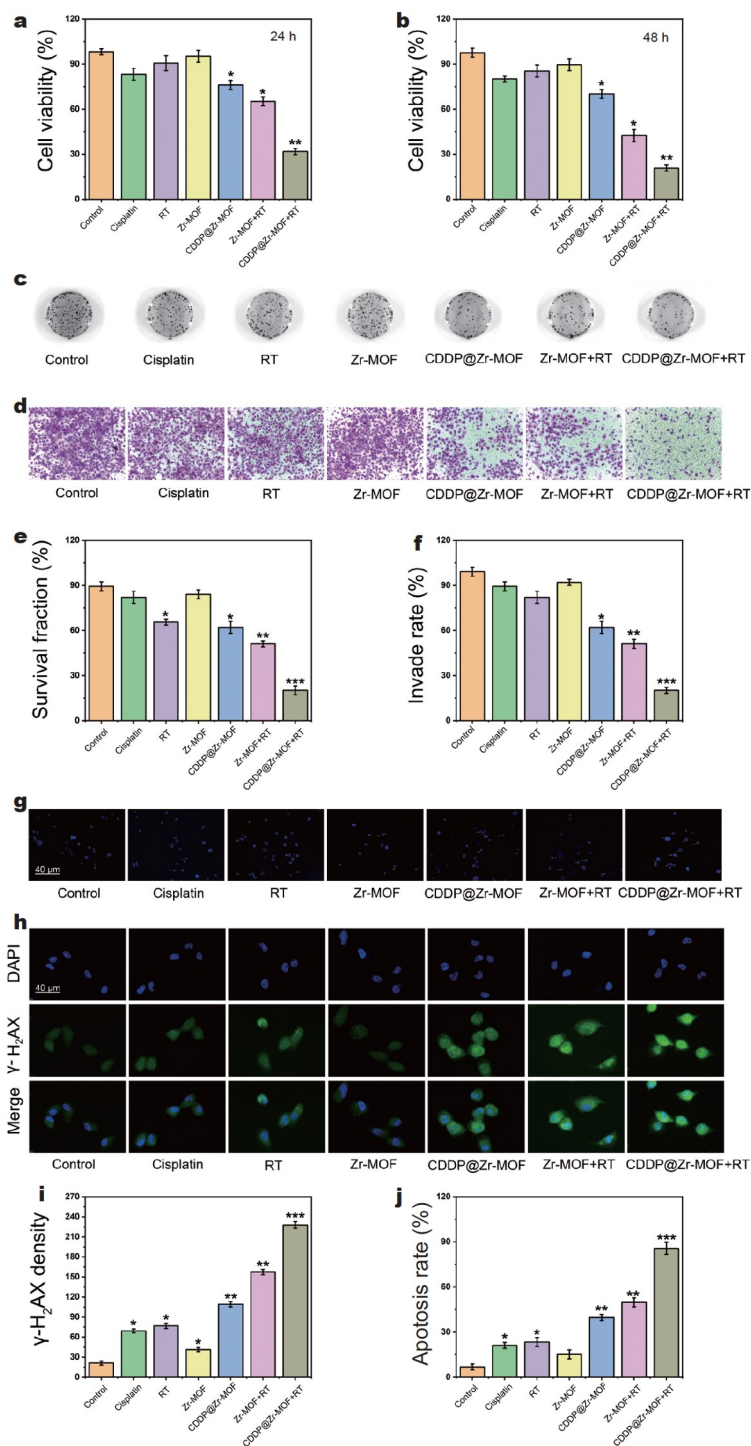 a
24 h
Cell viability (%)
120
90
60
30
0
Control
Cisplatin
RT
Zr-MOF
CDDP@Zr-MOF
Zr-MOF+RT
CDDP@Zr-MOF+RT
*
*
**
b
48 h
Cell viability (%)
120
90
60
30
0
Control
Cisplatin
RT
Zr-MOF
CDDP@Zr-MOF
Zr-MOF+RT
CDDP@Zr-MOF+RT
*
*
**
c
Control Cisplatin RT Zr-MOF CDDP@Zr-MOF Zr-MOF+RT CDDP@Zr-MOF+RT
d
Control Cisplatin RT Zr-MOF CDDP@Zr-MOF Zr-MOF+RT CDDP@Zr-MOF+RT
e
Survival fraction (%)
120
90
60
30
0
Control
Cisplatin
RT
Zr-MOF
CDDP@Zr-MOF
Zr-MOF+RT
CDDP@Zr-MOF+RT
*
*
**
***
f
Invade rate (%)
120
90
60
30
0
Control
Cisplatin
RT
Zr-MOF
CDDP@Zr-MOF
Zr-MOF+RT
CDDP@Zr-MOF+RT
*
**
***
g
40 μm
Control Cisplatin RT Zr-MOF CDDP@Zr-MOF Zr-MOF+RT CDDP@Zr-MOF+RT
h
DAPI
40 μm
γ- H₂AX
Merge
Control Cisplatin RT Zr-MOF CDDP@Zr-MOF Zr-MOF+RT CDDP@Zr-MOF+RT
i
γ-H₂AX density
270
240
210
180
150
120
90
60
30
0
Control
Cisplatin
RT
Zr-MOF
CDDP@Zr-MOF
Zr-MOF+RT
CDDP@Zr-MOF+RT
*
*
*
**
**
***
j
Apotosis rate (%)
120
90
60
30
0
Control
Cisplatin
RT
Zr-MOF
CDDP@Zr-MOF
Zr-MOF+RT
CDDP@Zr-MOF+RT
*
*
**
**
***